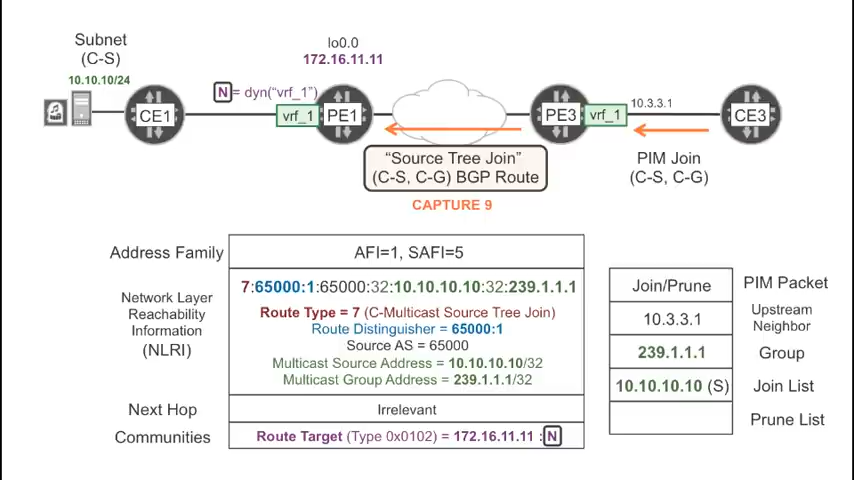 Subnet
(C-S)
10.10.10/24
lo0.0
172.16.11.11
N = dyn("vrf_1")
CE1
vrf_1
PE1
PE3
vrf_1
10.3.3.1
CE3
"Source Tree Join"
(C-S, C-G) BGP Route
PIM Join
(C-S, C-G)
CAPTURE 9
Address Family
AFI=1, SAFI=5
Network Layer
Reachability
Information
(NLRI)
7:65000:1:65000:32:10.10.10.10:32:239.1.1.1
Route Type = 7 (C-Multicast Source Tree Join)
Route Distinguisher = 65000:1
Source AS = 65000
Multicast Source Address = 10.10.10.10/32
Multicast Group Address = 239.1.1.1/32
Next Hop
Irrelevant
Communities
Route Target (Type 0x0102) = 172.16.11.11 : N
Join/Prune
PIM Packet
10.3.3.1
Upstream
Neighbor
239.1.1.1
Group
10.10.10.10 (S)
Join List
Prune List